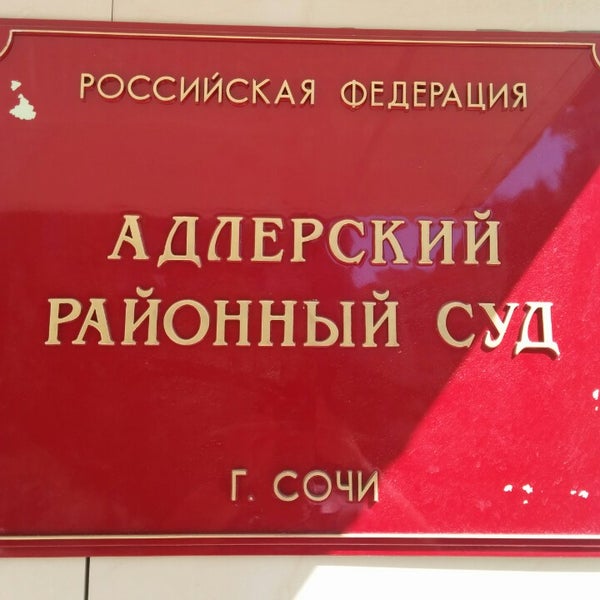 РОССИЙСКАЯ ФЕДЕРАЦИЯ
АДЛЕРСКИЙ
РАЙОННЫЙ СУД
Г. СОЧИ